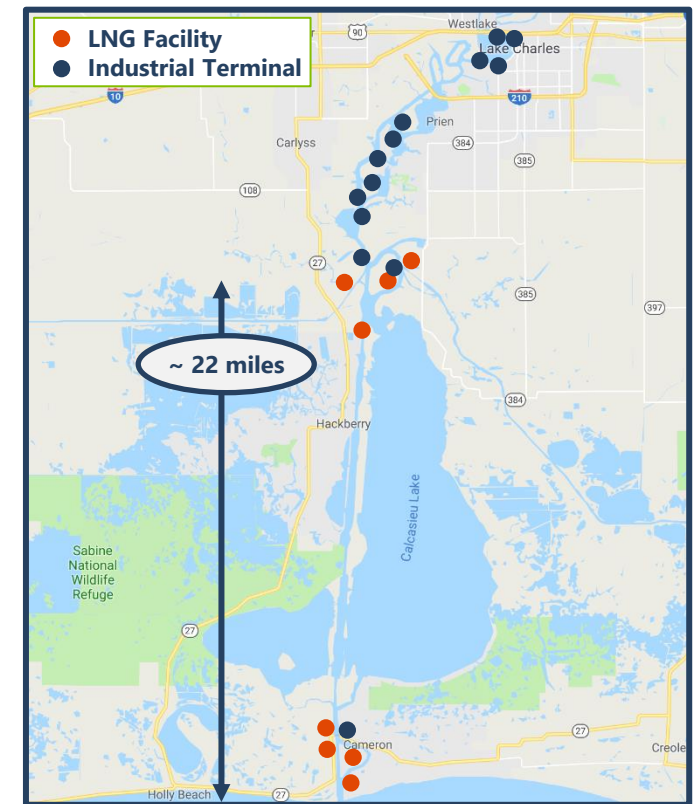 LNG Facility
Industrial Terminal
Westlake
90
Lake Charles
10
210
Prien
Carlyss
384
385
108
27
385
397
~ 22 miles
384
Hackberry
Calcasieu Lake
Sabine
National
Wildlife
Refuge
27
27
Cameron
Creole
Holly Beach
27